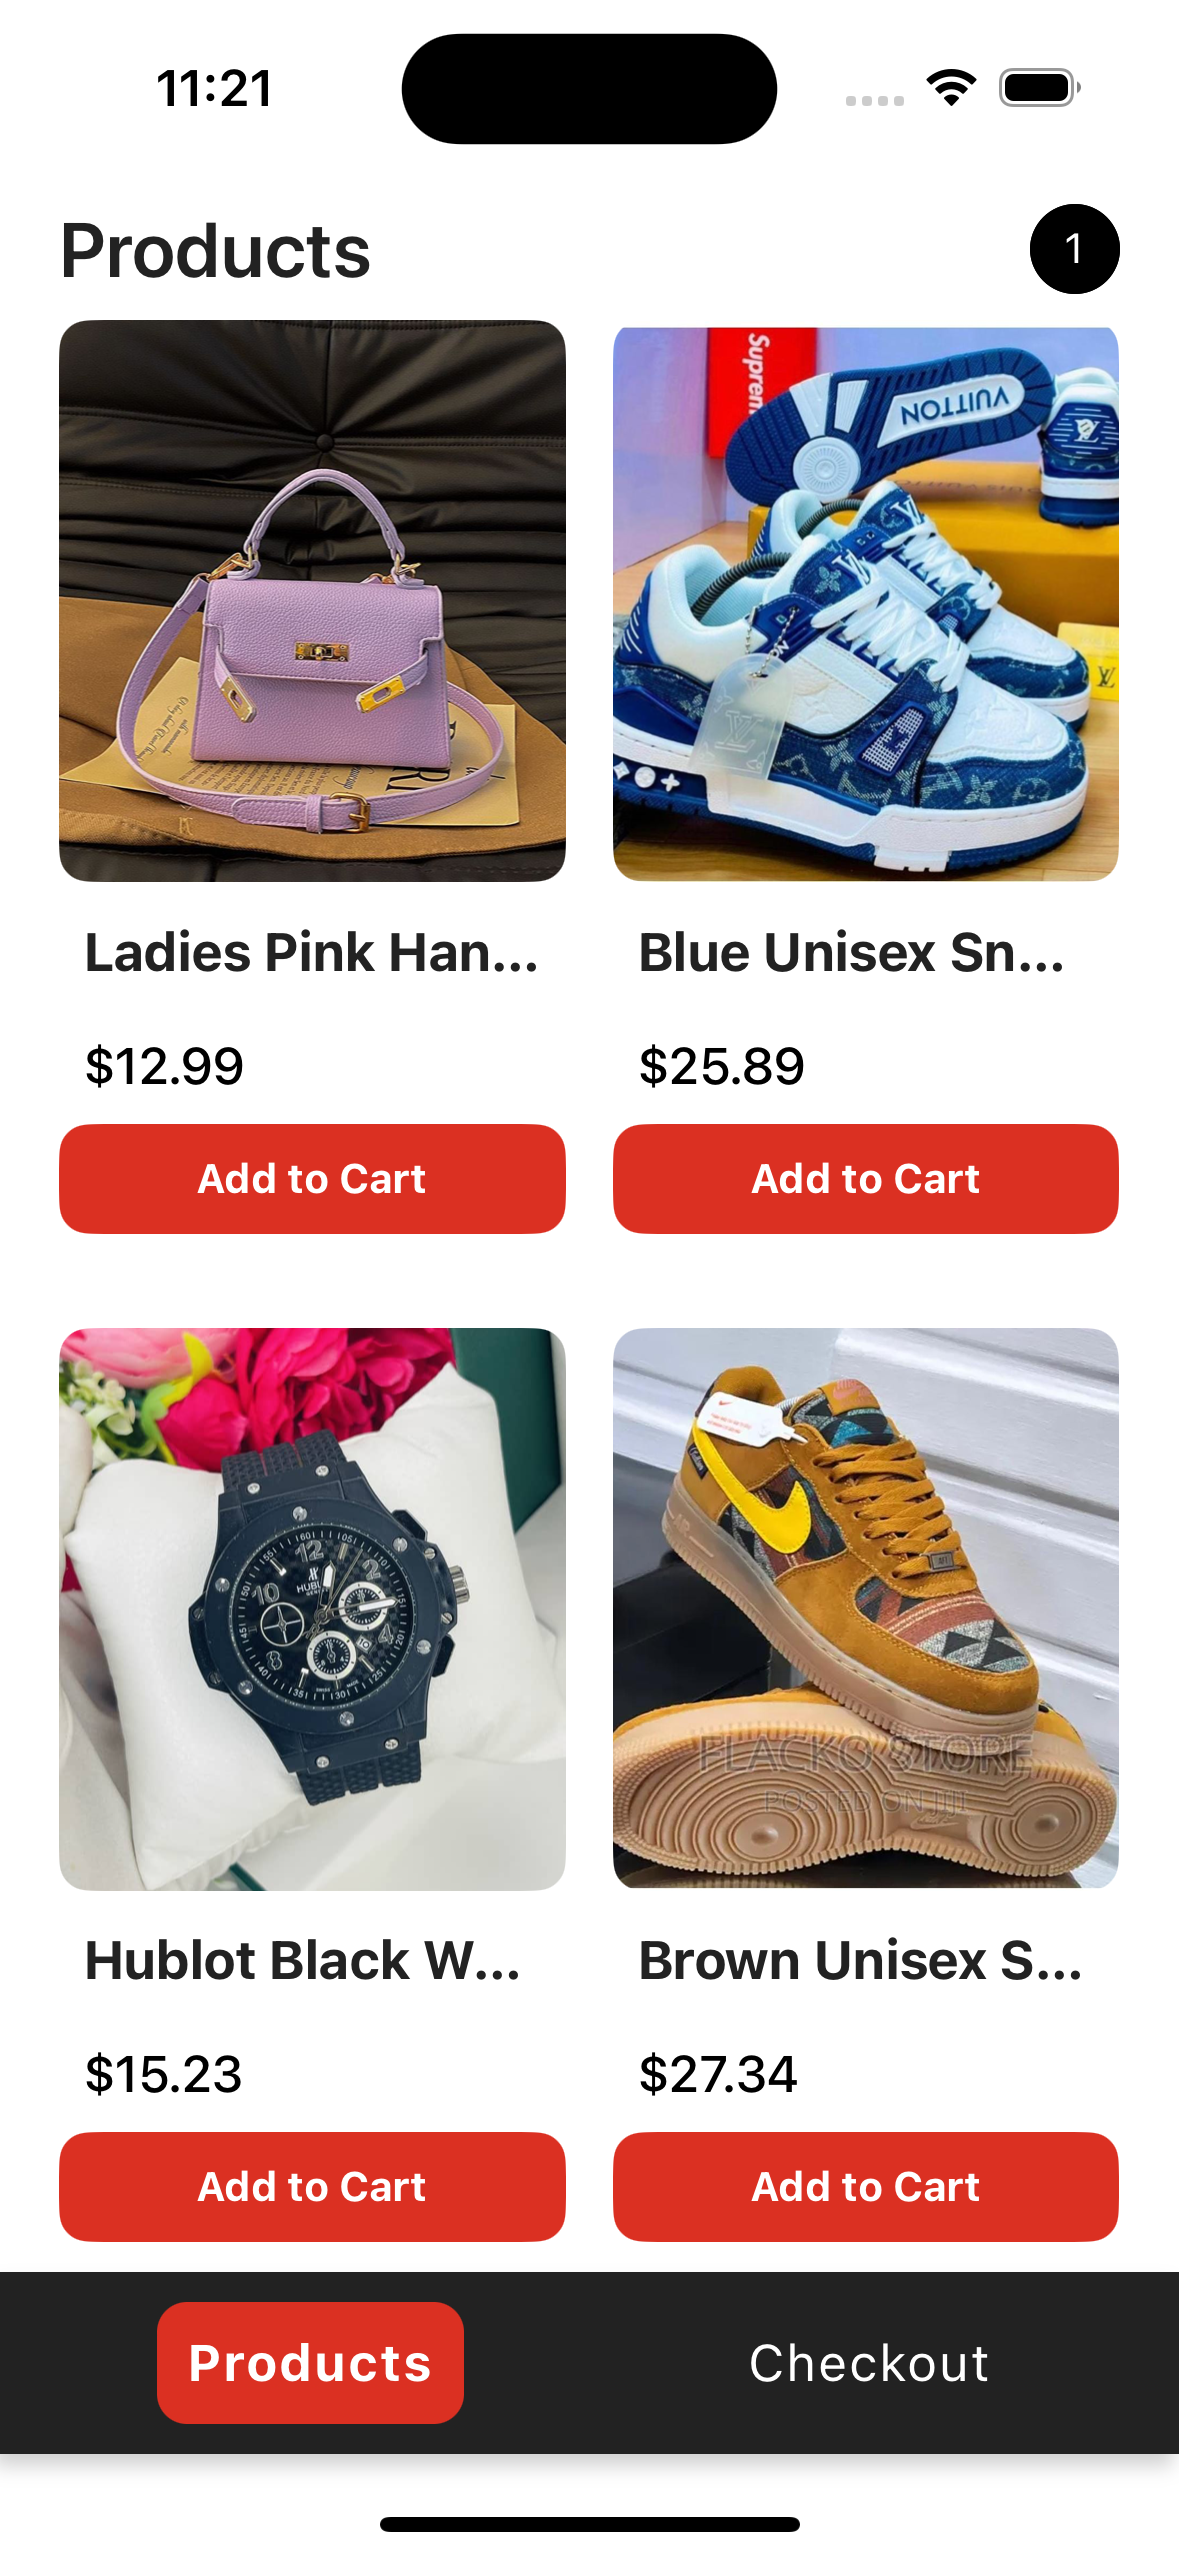 11:21
Products
1
Suprem
VUITTON
Ladies Pink Han...
Blue Unisex Sn...
$12.99
$25.89
Add to Cart
Add to Cart
FLACKO STORE
POSTED ON JIJI
Hublot Black W...
Brown Unisex S...
$15.23
$27.34
Add to Cart
Add to Cart
Products
Checkout